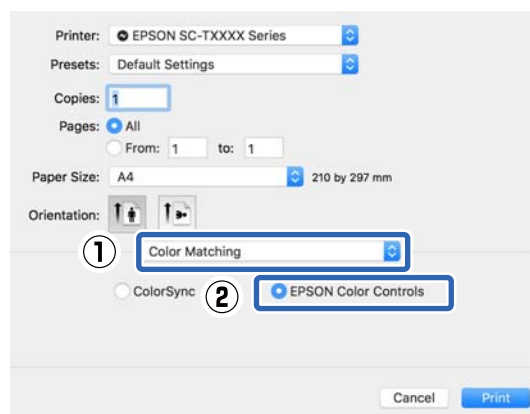 Printer: EPSON SC-TXXXX Series
Presets: Default Settings
Copies: 1
Pages: All
From: 1 to: 1
Paper Size: A4 210 by 297 mm
Orientation:
① Color Matching
ColorSync ② EPSON Color Controls
Cancel Print